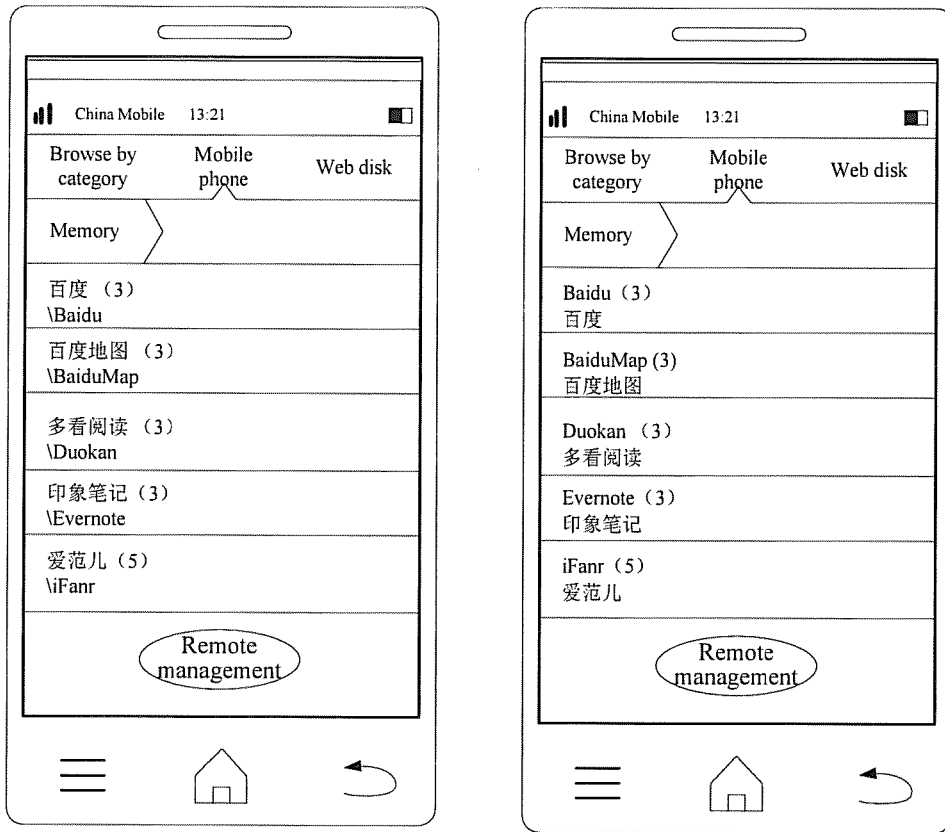 China Mobile 13:21
Browse by
category
Mobile
phone
Web disk
Memory
百度 （3）
\Baidu
百度地图 （3）
\BaiduMap
多看阅读 （3）
\Duokan
印象笔记（3）
\Evernote
爱范儿（5）
\iFanr
Remote
management
China Mobile 13:21
Browse by
category
Mobile
phone
Web disk
Memory
Baidu（3）
百度
BaiduMap (3)
百度地图
Duokan （3）
多看阅读
Evernote（3）
印象笔记
iFanr（5）
爱范儿
Remote
management